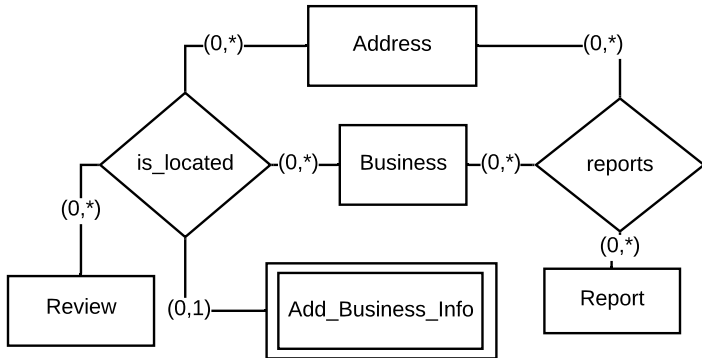 (0,*)
Address
(0,*)
is_located
(0,*)
Business
(0,*)
reports
(0,*)
(0,*)
Review
(0,1)
Add_Business_Info
Report